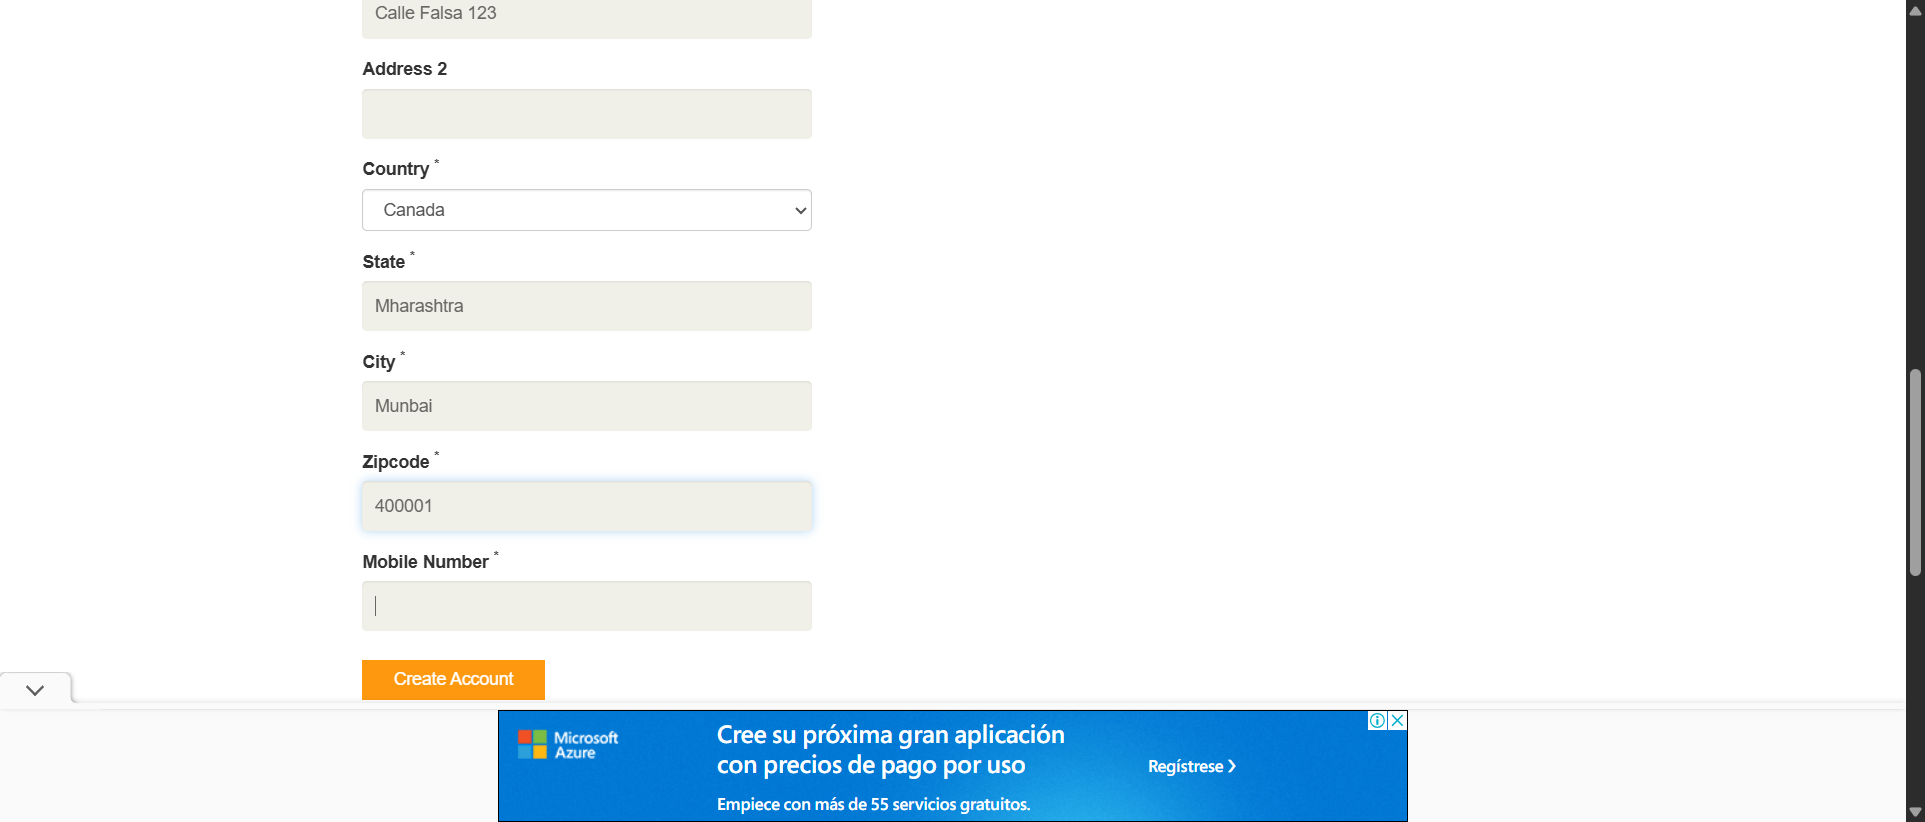 Calle Falsa 123
Address 2
Country *
Canada
State *
Mharashtra
City *
Munbai
Zipcode *
400001
Mobile Number *
Create Account
Microsoft
Azure
Cree su próxima gran aplicación
con precios de pago por uso
Empiece con más de 55 servicios gratuitos.
Regístrese